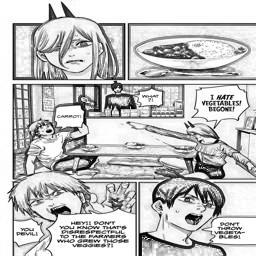 I HATE
VEGETABLES!
BEGONE!
WHAT
?!
CARROT!
YOU
DEVIL!
HEY!! DON'T
YOU KNOW THAT'S
DISRESPECTFUL
TO THE FARMERS
WHO GREW THOSE
VEGGIES?!
DON'T
THROW
VEGETA-
BLES!